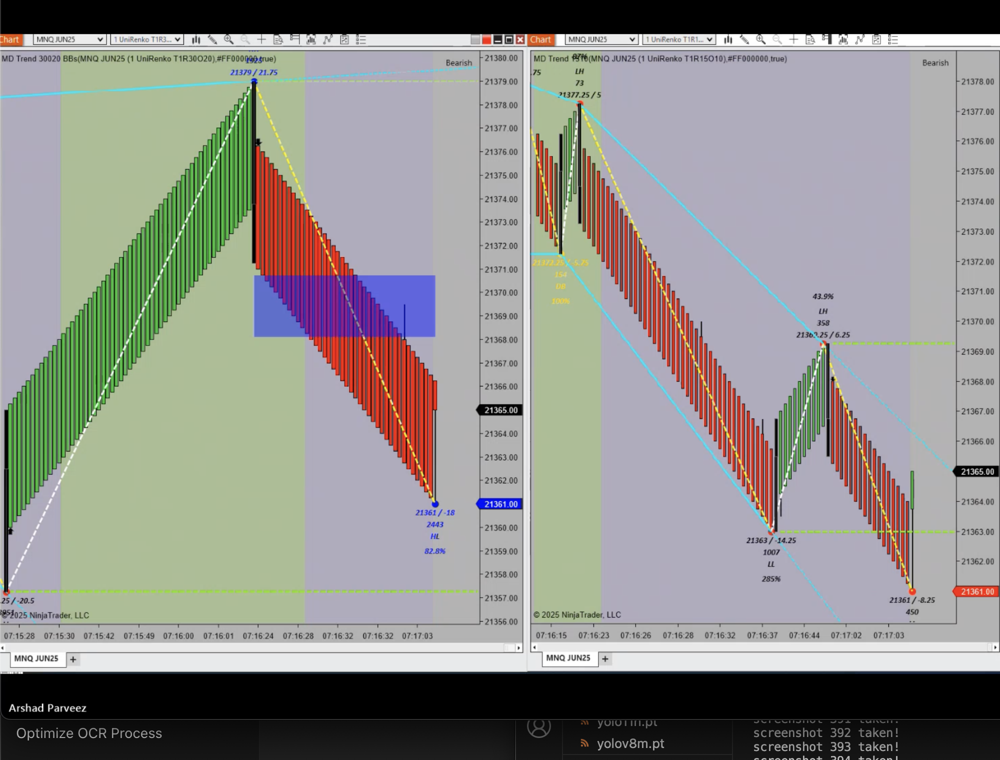 Chart
MNQ JUN25
1 UniRenko T1R3...
MD Trend 30020 BBs(MNQ JUN25 (1 UniRenko T1R30O20),#FF000000,true)
Bearish
21379 / 21.75
21380.00
21379.00
21378.00
21377.00
21376.00
21375.00
21374.00
21373.00
21372.00
21371.00
21370.00
21369.00
21368.00
21367.00
21366.00
21365.00
21364.00
21363.00
21362.00
21361.00
21360.00
21359.00
21358.00
21357.00
21356.00
21361 / -18
2443
HL
82.8%
.25 / -20.5
© 2025 NinjaTrader, LLC
07:15:28
07:15:30
07:15:42
07:15:49
07:16:00
07:16:01
07:16:24
07:16:32
07:16:32
07:17:03
MNQ JUN25
+
Chart
MNQ JUN25
1 UniRenko T1R1...
MD Trend 1510(MNQ JUN25 (1 UniRenko T1R15O10),#FF000000,true)
Bearish
.75
LH
73
21377.25 / 5
154
DB
100%
43.9%
LH
358
21369.25 / 6.25
21363 / -14.25
1007
LL
285%
21361 / -8.25
450
21378.00
21377.00
21376.00
21375.00
21374.00
21373.00
21372.00
21371.00
21370.00
21369.00
21368.00
21367.00
21366.00
21365.00
21364.00
21363.00
21362.00
21361.00
© 2025 NinjaTrader, LLC
07:16:15
07:16:23
07:16:26
07:16:28
07:16:32
07:16:37
07:16:44
07:17:02
07:17:03
MNQ JUN25
+
Arshad Parveez
Optimize OCR Process
yolo11n.pt
yolov8m.pt
screenshot 391 taken!
screenshot 392 taken!
screenshot 393 taken!
screenshot 394 taken!